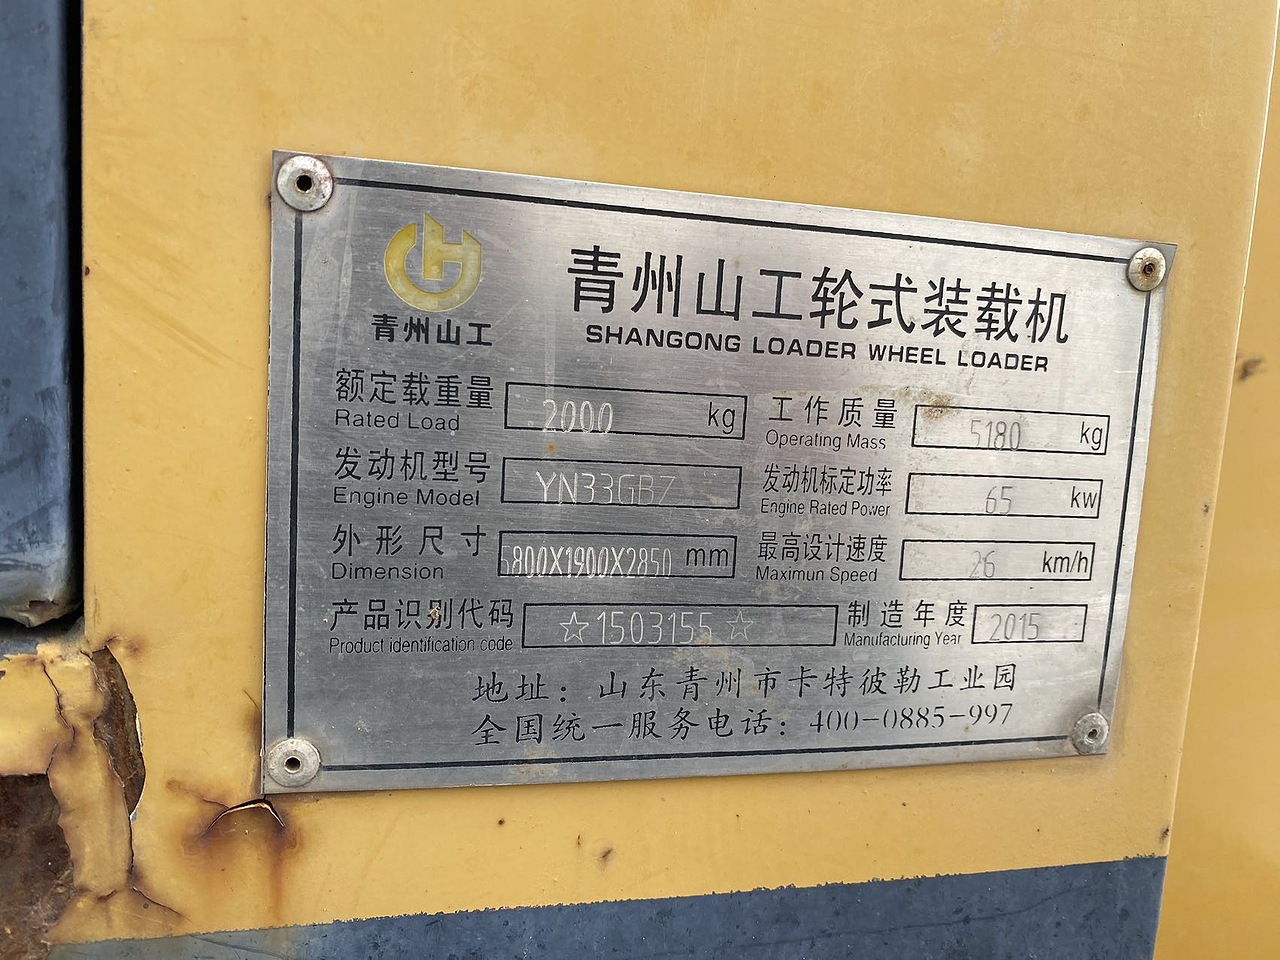 青州山工
青州山工轮式装载机
SHANGONG LOADER WHEEL LOADER
额定载重量 2000 kg 工作质量 5180 kg
Rated Load Operating Mass
发动机型号 YN33GBZ 发动机标定功率 65 kw
Engine Model Engine Rated Power
外形尺寸 5800X1900X2850 mm 最高设计速度 26 km/h
Dimension Maximun Speed
产品识别代码 ☆1503155☆ 制造年度 2015
Product identification code Manufacturing Year
地址：山东青州市卡特彼勒工业园
全国统一服务电话：400-0885-997